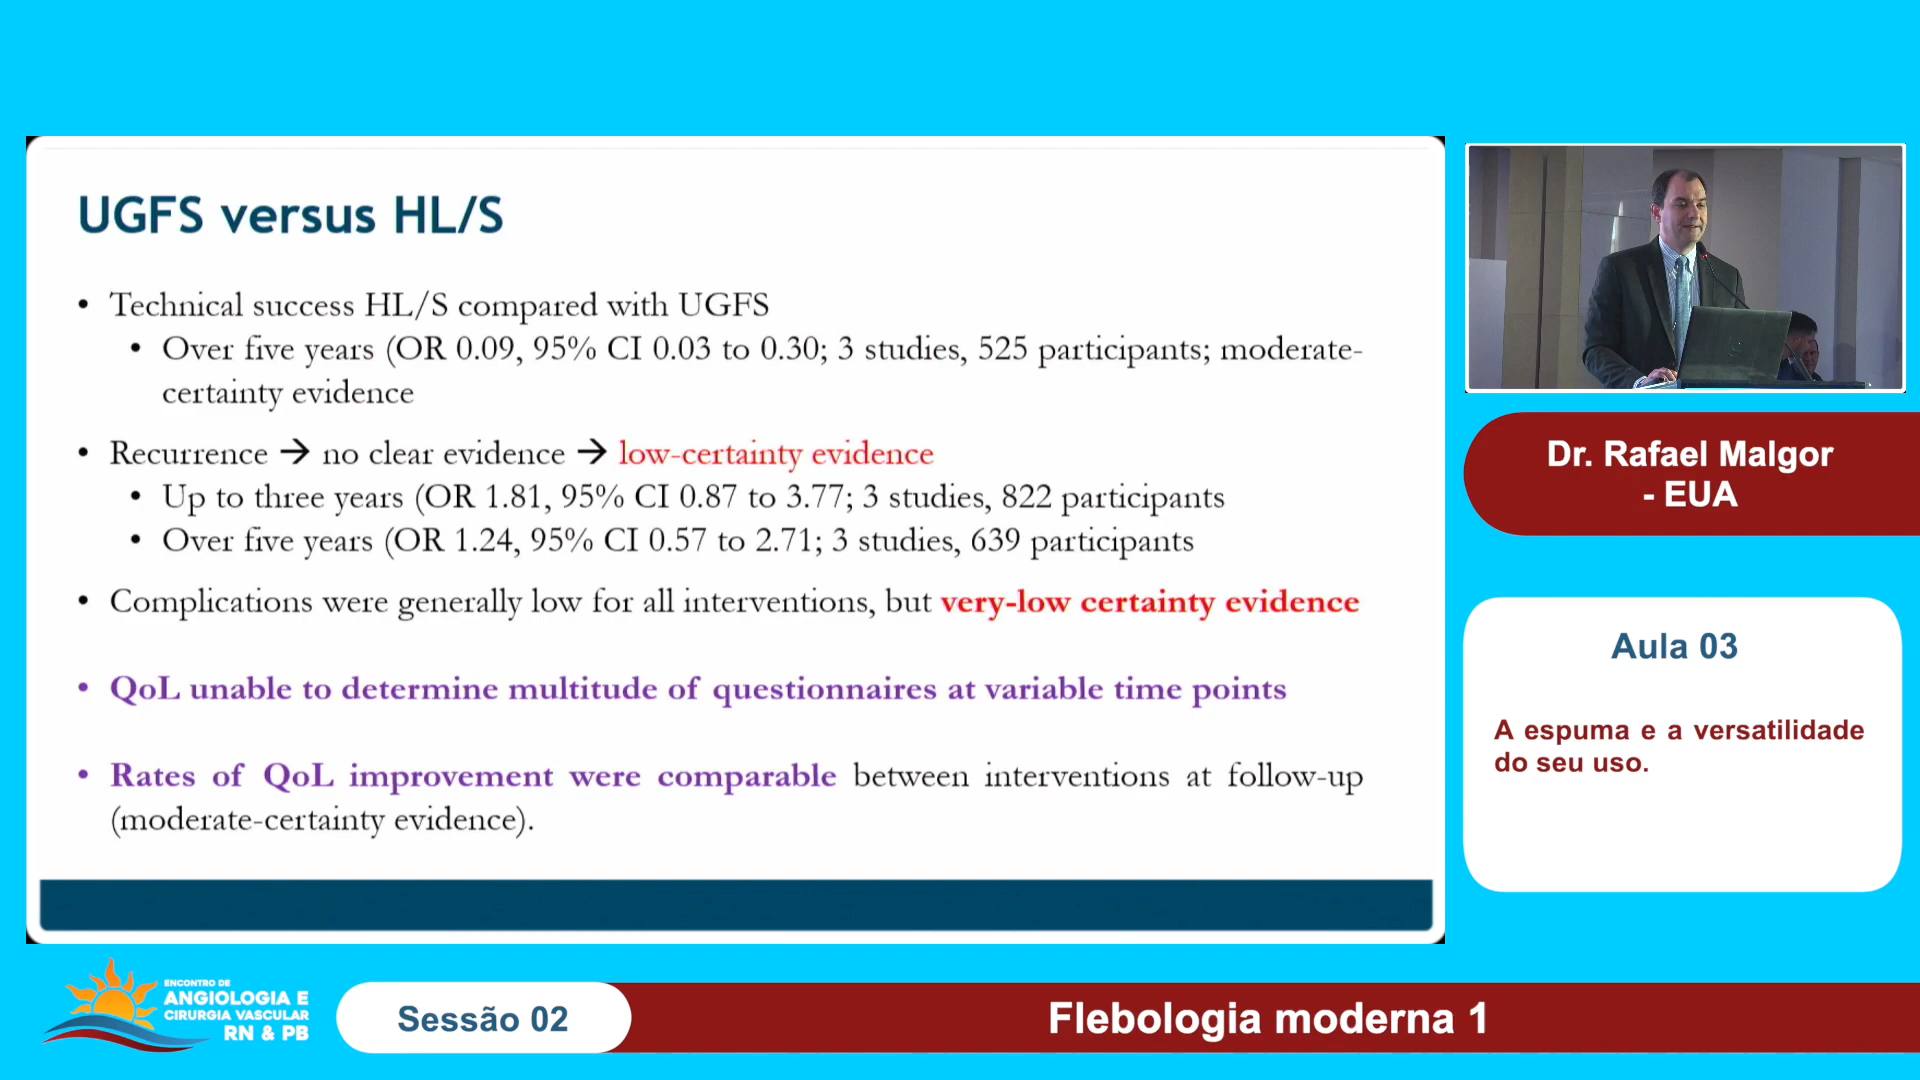 UGFS versus HL/S
• Technical success HL/S compared with UGFS
• Over five years (OR 0.09, 95% CI 0.03 to 0.30; 3 studies, 525 participants; moderate-
certainty evidence
• Recurrence → no clear evidence → low-certainty evidence
• Up to three years (OR 1.81, 95% CI 0.87 to 3.77; 3 studies, 822 participants
• Over five years (OR 1.24, 95% CI 0.57 to 2.71; 3 studies, 639 participants
• Complications were generally low for all interventions, but very-low certainty evidence
• QoL unable to determine multitude of questionnaires at variable time points
• Rates of QoL improvement were comparable between interventions at follow-up
(moderate-certainty evidence).
Dr. Rafael Malgor
- EUA
Aula 03
A espuma e a versatilidade
do seu uso.
ENCONTRO DE
ANGIOLOGIA E
CIRURGIA VASCULAR
RN & PB
Sessão 02
Flebologia moderna 1